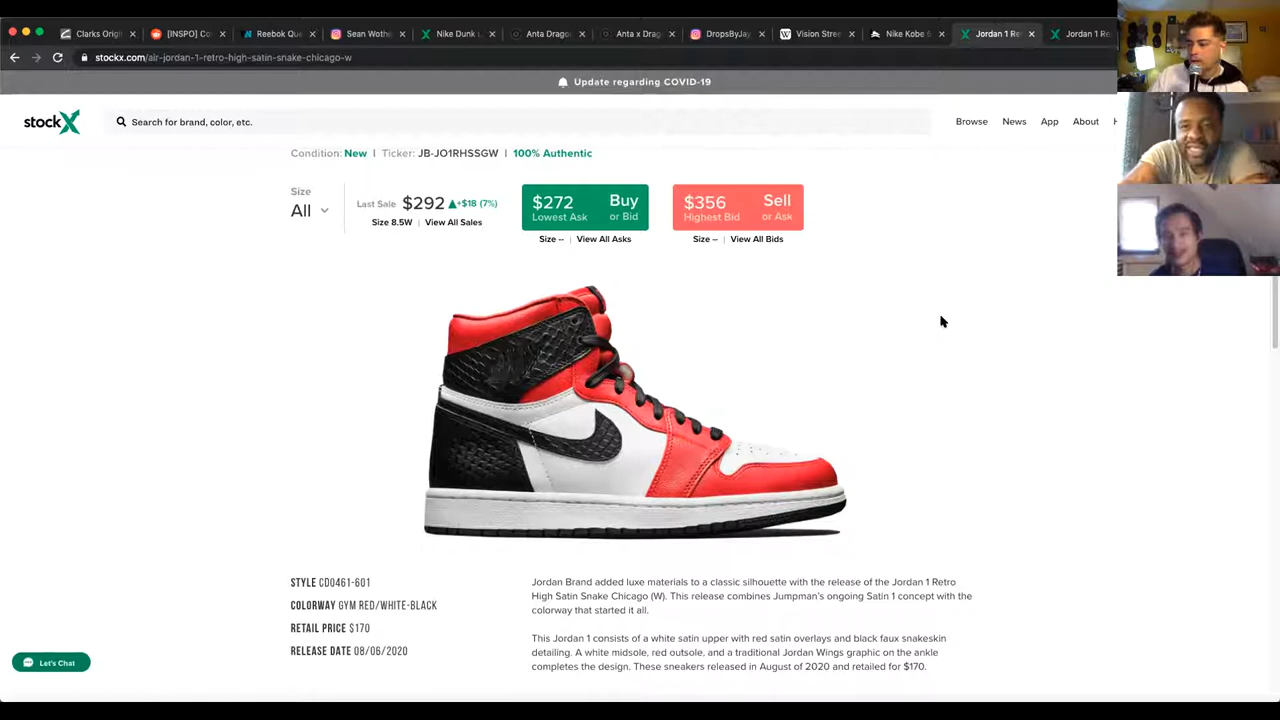 Clarks Origi
[INSPO] Co
Reebok Que
Sean Wothe
Nike Dunk
Anta Drago
Anta x Drag
DropsByJay
Vision Stree
Nike Kobe
Jordan 1 Re
Jordan 1 Re
stockx.com/air-jordan-1-retro-high-satin-snake-chicago-w
Update regarding COVID-19
stockX
Search for brand, color, etc.
Browse News App About
Condition: New | Ticker: JB-JO1RHSSGW | 100% Authentic
Size
All
Last Sale $292 ▲+$18 (7%)
Size 8.5W | View All Sales
$272 Buy
Lowest Ask or Bid
Size -- | View All Asks
$356 Sell
Highest Bid or Ask
Size -- | View All Bids
STYLE CD0461-601
COLORWAY GYM RED/WHITE-BLACK
RETAIL PRICE $170
RELEASE DATE 08/06/2020
Jordan Brand added luxe materials to a classic silhouette with the release of the Jordan 1 Retro
High Satin Snake Chicago (W). This release combines Jumpman's ongoing Satin 1 concept with the
colorway that started it all.
This Jordan 1 consists of a white satin upper with red satin overlays and black faux snakeskin
detailing. A white midsole, red outsole, and a traditional Jordan Wings graphic on the ankle
completes the design. These sneakers released in August of 2020 and retailed for $170.
Let's Chat